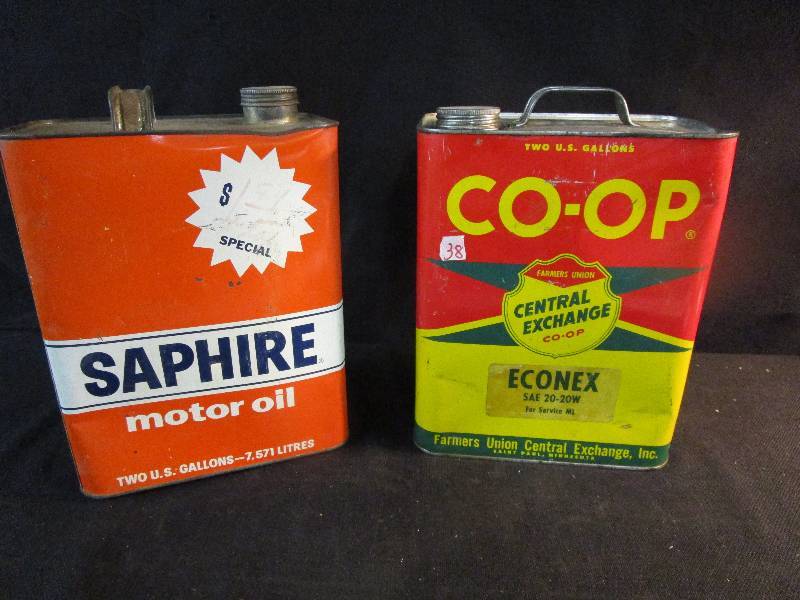 $
SPECIAL
SAPHIRE
motor oil
TWO U.S. GALLONS—7,571 LITRES
TWO U.S. GALLONS
CO-OP®
38
FARMERS UNION
CENTRAL
EXCHANGE
CO-OP
ECONEX
SAE 20-20W
For Service ML
Farmers Union Central Exchange, Inc.
SAINT PAUL, MINNESOTA